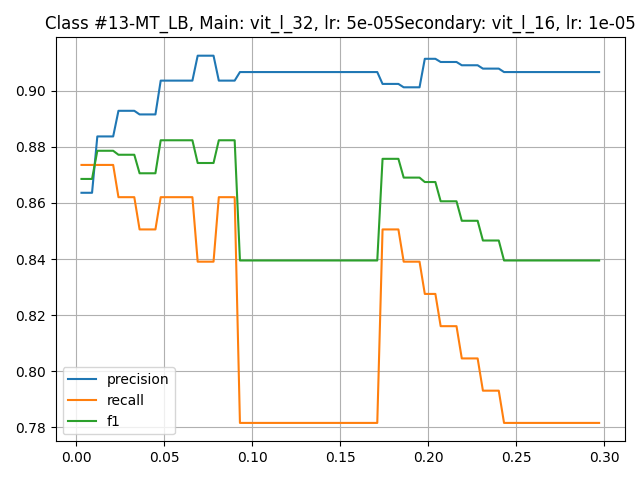 Class #13-MT_LB, Main: vit_l_32, lr: 5e-05Secondary: vit_l_16, lr: 1e-05
0.90
0.88
0.86
0.84
0.82
0.80
0.78
precision
recall
f1
0.00 0.05 0.10 0.15 0.20 0.25 0.30